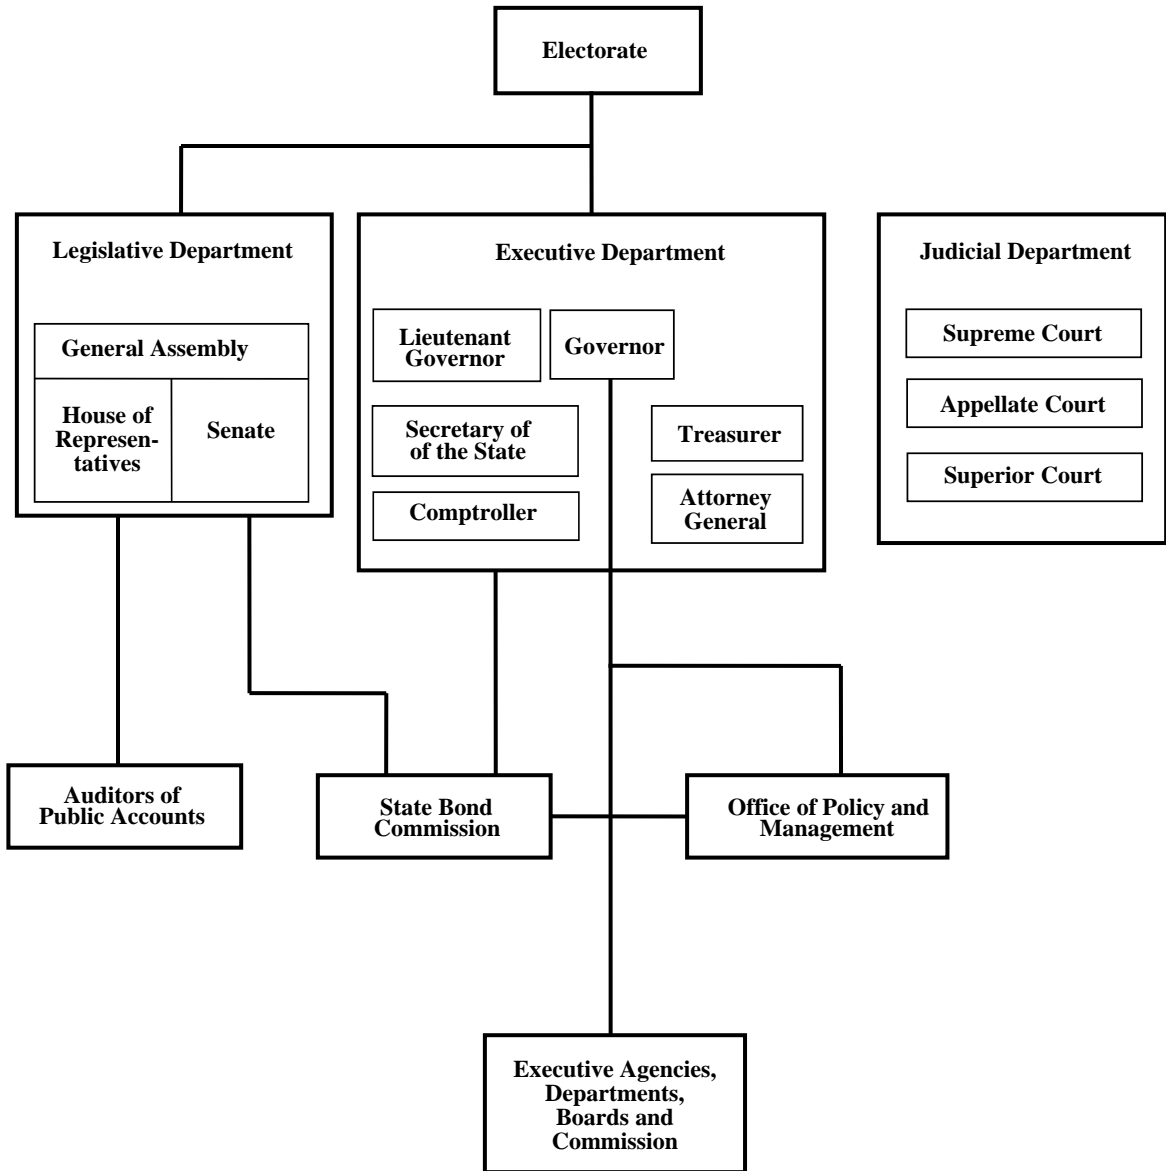 Electorate
Legislative Department
General Assembly
House of
Represen-
tatives
Senate
Executive Department
Lieutenant
Governor
Governor
Secretary of
of the State
Treasurer
Comptroller
Attorney
General
Judicial Department
Supreme Court
Appellate Court
Superior Court
Auditors of
Public Accounts
State Bond
Commission
Office of Policy and
Management
Executive Agencies,
Departments,
Boards and
Commission